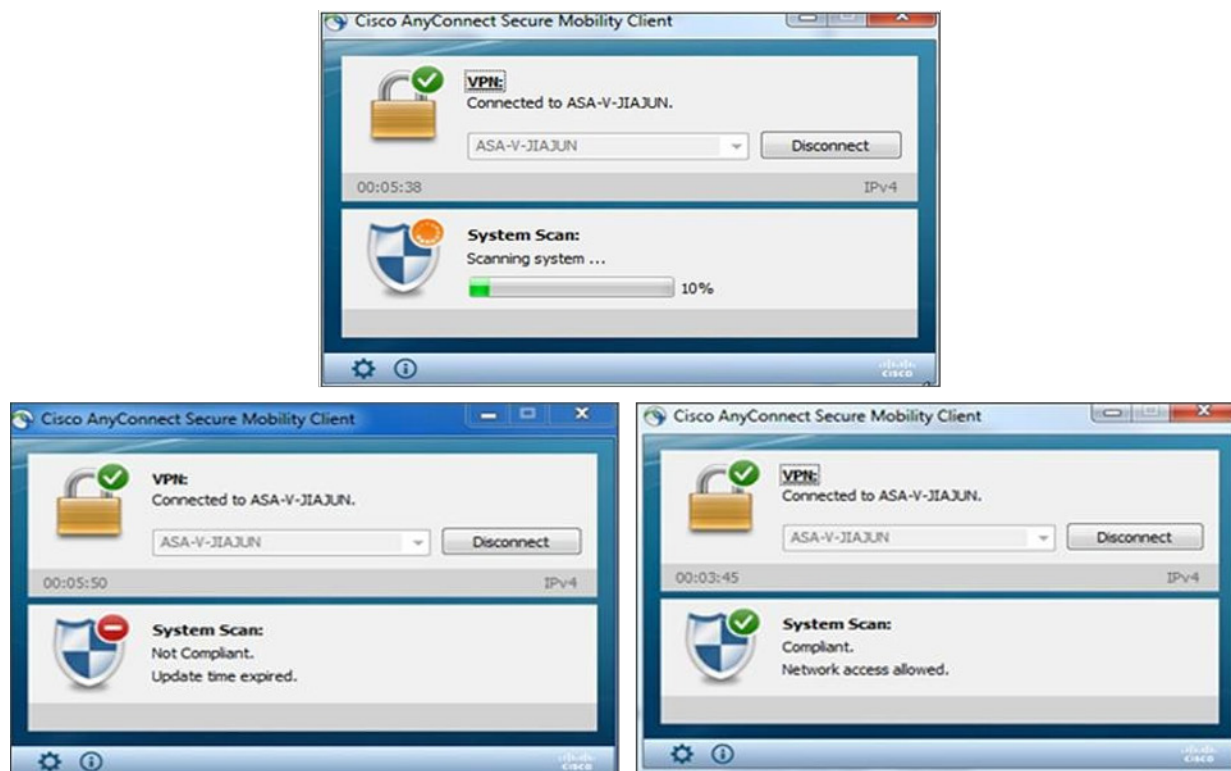 Cisco AnyConnect Secure Mobility Client
VPN:
Connected to ASA-V-JIAJUN.
ASA-V-JIAJUN
Disconnect
00:05:38
IPv4
System Scan:
Scanning system ...
10%
CISCO
Cisco AnyConnect Secure Mobility Client
VPN:
Connected to ASA-V-JIAJUN.
ASA-V-JIAJUN
Disconnect
00:05:50
IPv4
System Scan:
Not Compliant.
Update time expired.
CISCO
Cisco AnyConnect Secure Mobility Client
VPN:
Connected to ASA-V-JIAJUN.
ASA-V-JIAJUN
Disconnect
00:03:45
IPv4
System Scan:
Compliant.
Network access allowed.
CISCO